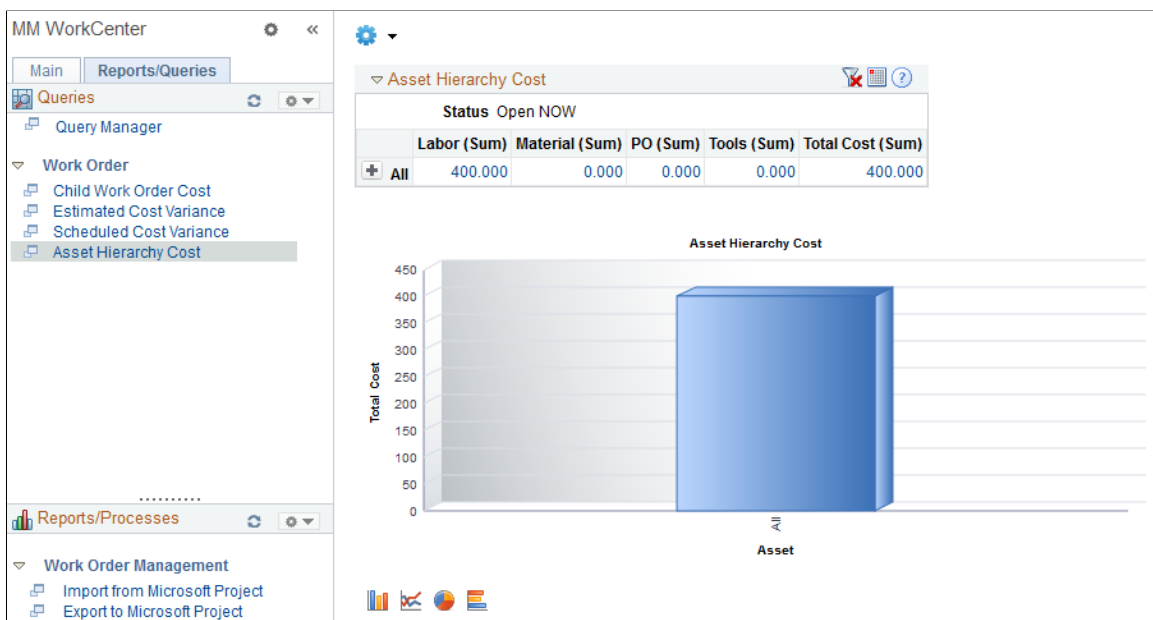 MM WorkCenter
Main
Reports/Queries
Queries
Query Manager
Work Order
Child Work Order Cost
Estimated Cost Variance
Scheduled Cost Variance
Asset Hierarchy Cost
Reports/Processes
Work Order Management
Import from Microsoft Project
Export to Microsoft Project
Asset Hierarchy Cost
?
Status Open NOW
Labor (Sum) Material (Sum) PO (Sum) Tools (Sum) Total Cost (Sum)
All 400.000 0.000 0.000 0.000 400.000
Asset Hierarchy Cost
450
400
350
300
250
200
150
100
50
0
Total Cost
All
Asset